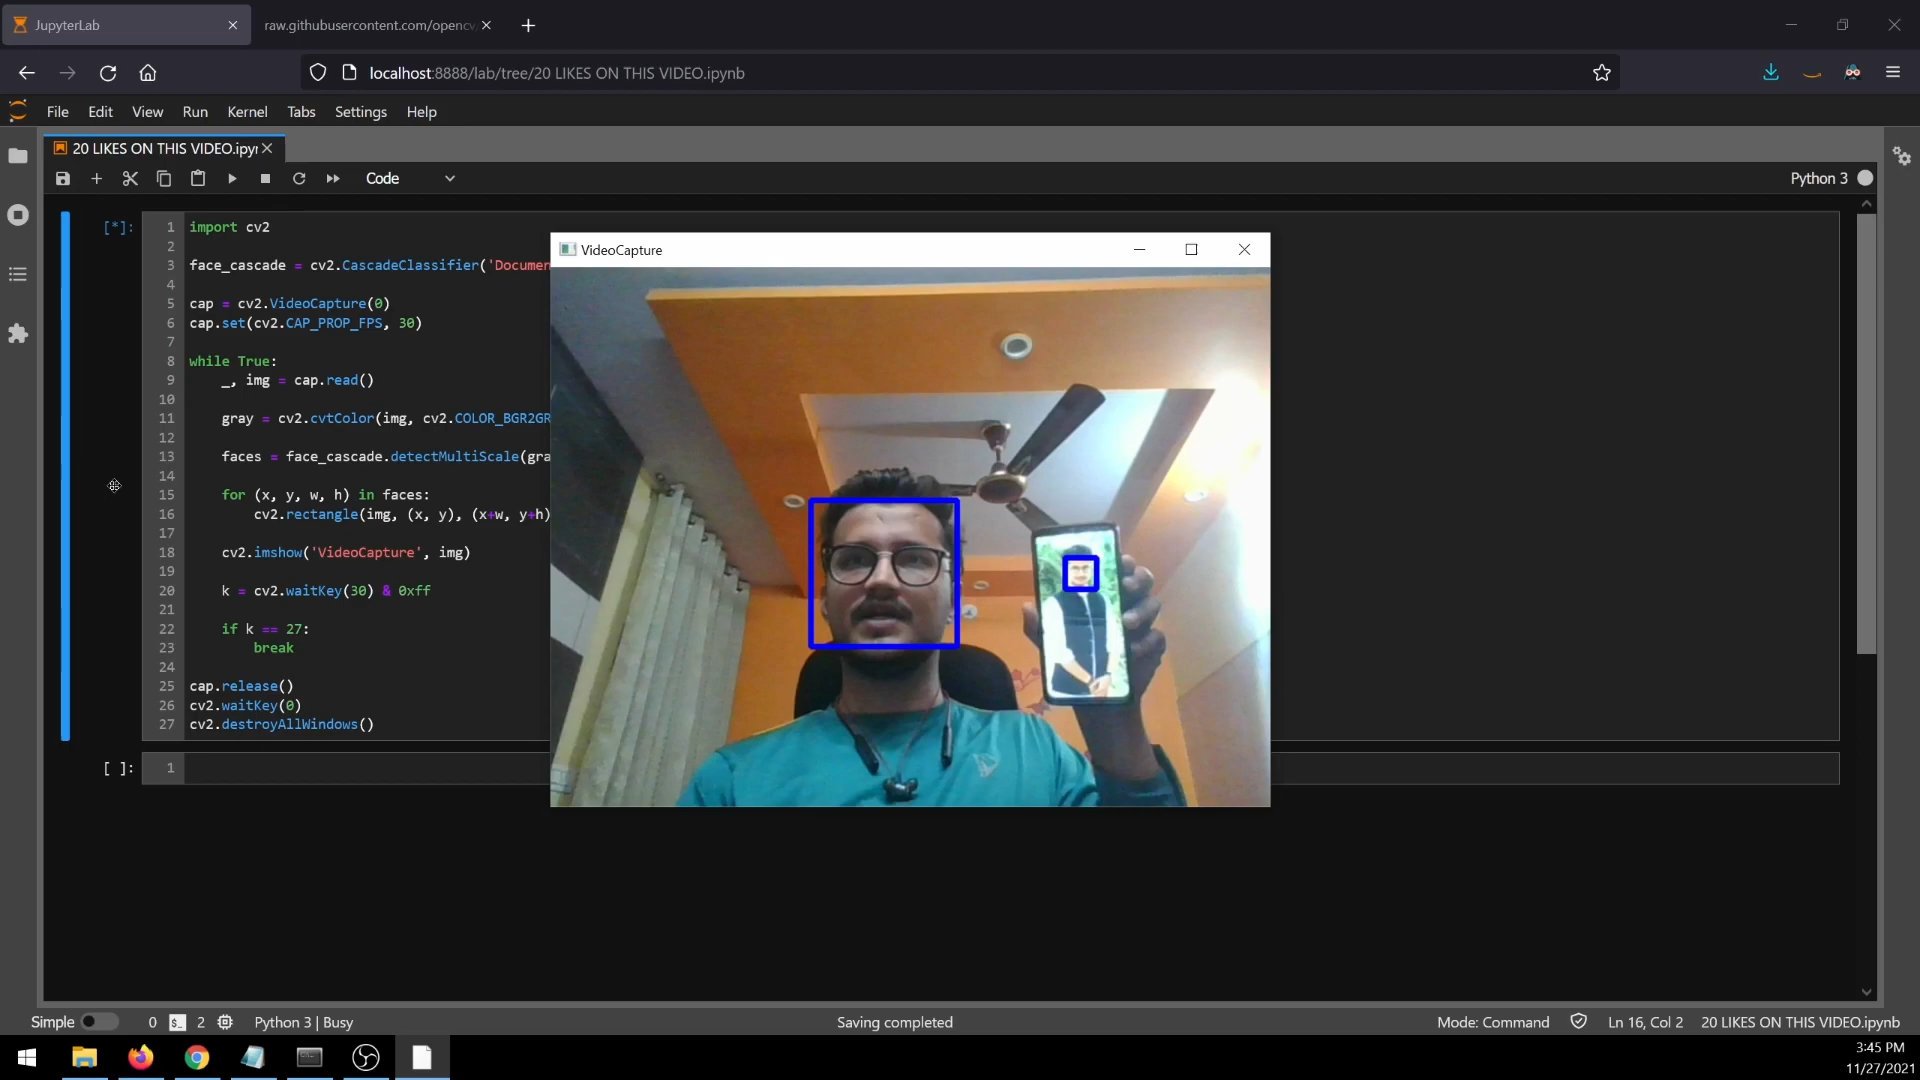 JupyterLab
raw.githubusercontent.com/opencv
localhost:8888/lab/tree/20 LIKES ON THIS VIDEO.ipynb
File Edit View Run Kernel Tabs Settings Help
20 LIKES ON THIS VIDEO.ipyn
Code
Python 3
[*]:
1 import cv2
2
3 face_cascade = cv2.CascadeClassifier('Documen
4
5 cap = cv2.VideoCapture(0)
6 cap.set(cv2.CAP_PROP_FPS, 30)
7
8 while True:
9 _, img = cap.read()
10
11 gray = cv2.cvtColor(img, cv2.COLOR_BGR2GR
12
13 faces = face_cascade.detectMultiScale(gra
14
15 for (x, y, w, h) in faces:
16 cv2.rectangle(img, (x, y), (x+w, y+h)
17
18 cv2.imshow('VideoCapture', img)
19
20 k = cv2.waitKey(30) & 0xff
21
22 if k == 27:
23 break
24
25 cap.release()
26 cv2.waitKey(0)
27 cv2.destroyAllWindows()
VideoCapture
[ ]: 1
Simple 0 2 Python 3 | Busy Saving completed Mode: Command Ln 16, Col 2 20 LIKES ON THIS VIDEO.ipynb
3:45 PM
11/27/2021